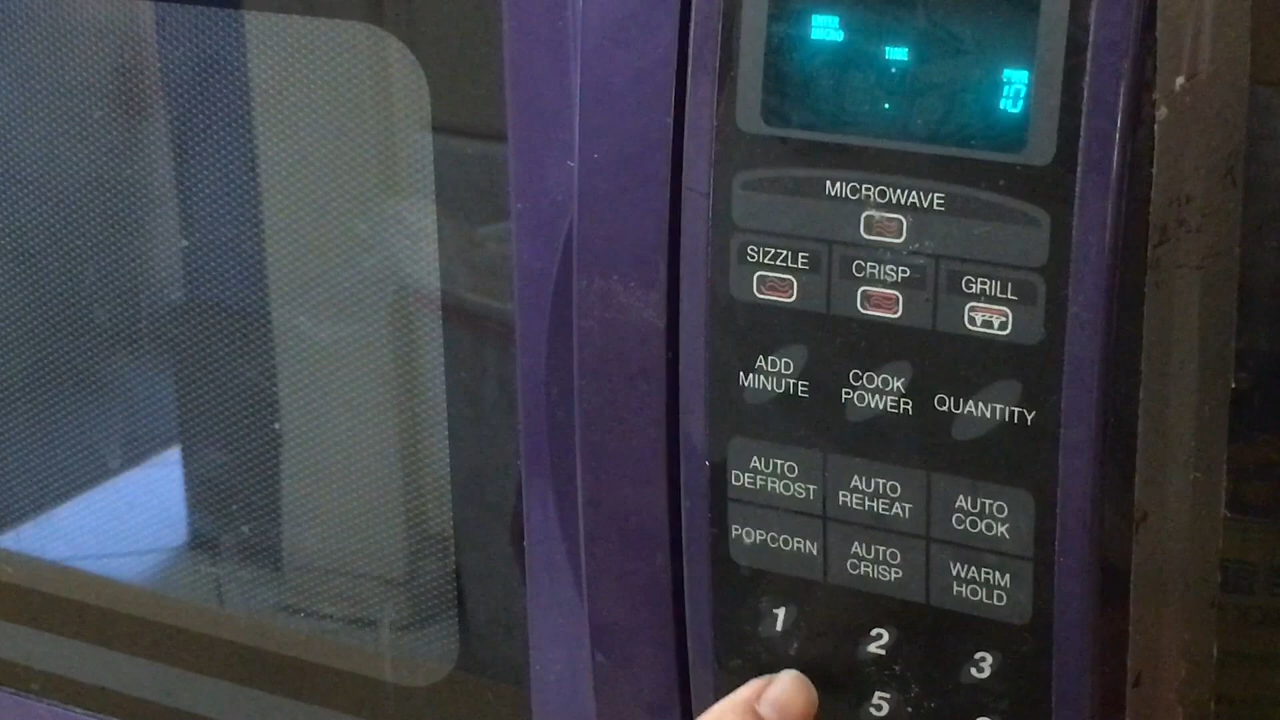 ENTER
MICRO
TIME
PWR
10
MICROWAVE
SIZZLE
CRISP
GRILL
ADD
MINUTE
COOK
POWER
QUANTITY
AUTO
DEFROST
AUTO
REHEAT
AUTO
COOK
POPCORN
AUTO
CRISP
WARM
HOLD
1
2
3
5